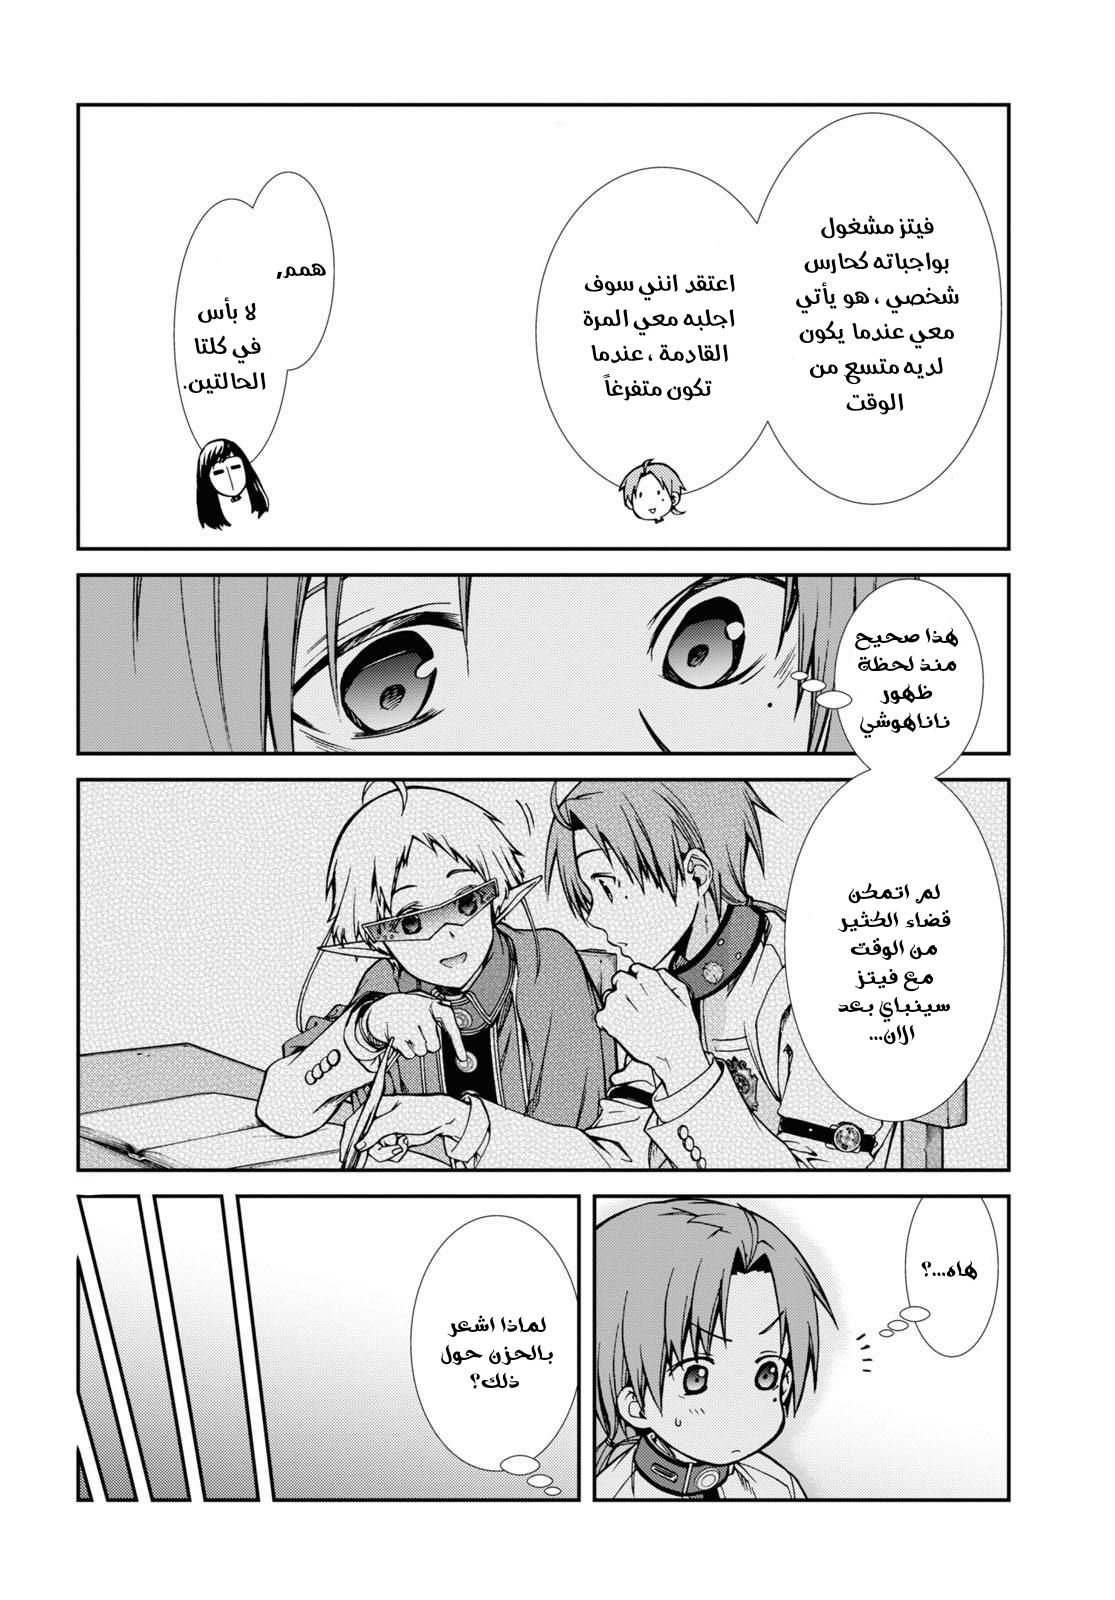 فيتز مشغول
بواجباته كحارس
شخصي ، هو يأتي
معي عندما يكون
لديه متسع من
الوقت
اعتقد انني سوف
اجلبه معي المرة
القادمة ، عندما
تكون متفرغاً
همم,
لا بأس
في كلتا
الحالتين.
هذا صحيح
منذ لحظة
ظهور
ناناهوشي
لم اتمكن
قضاء الكثير
من الوقت
مع فيتز
سينباي بعد
الان...
هاه...؟
لماذا اشعر
بالحزن حول
ذلك؟